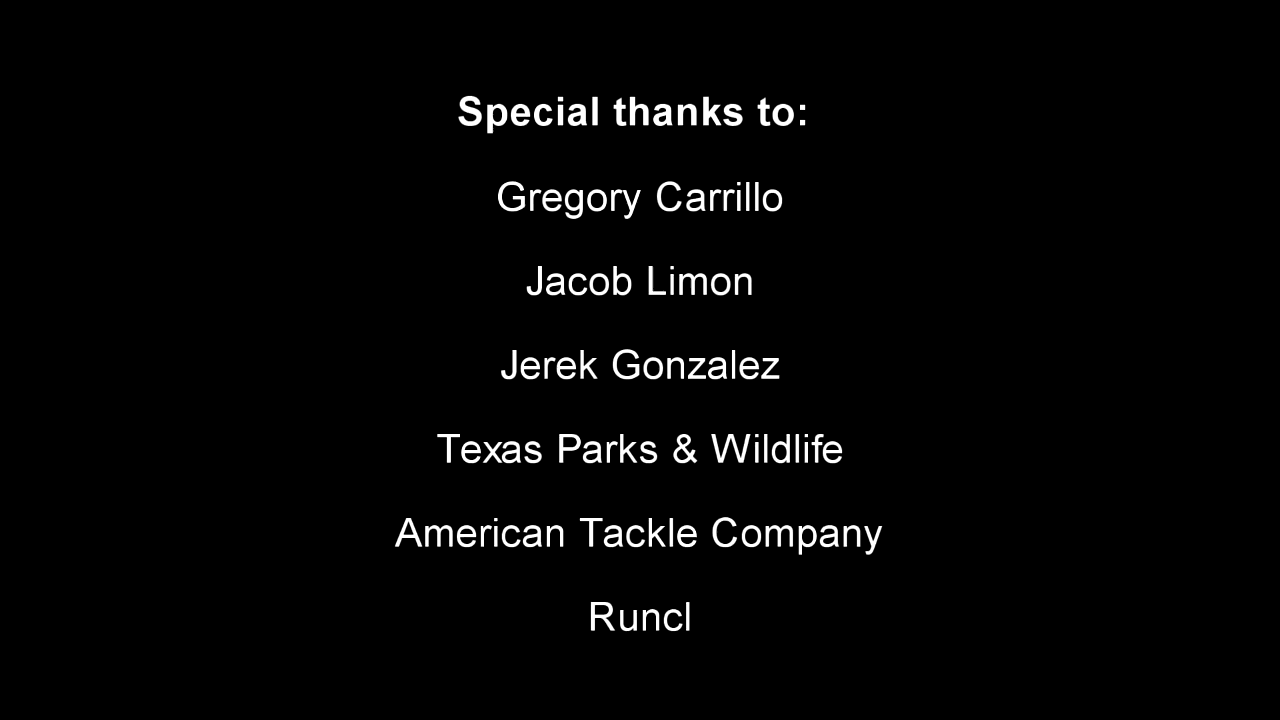 Special thanks to:
Gregory Carrillo
Jacob Limon
Jerek Gonzalez
Texas Parks & Wildlife
American Tackle Company
Runcl